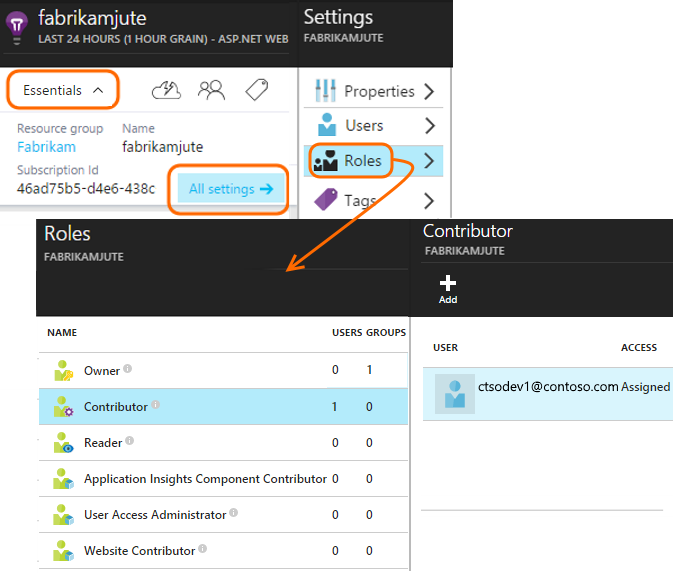 fabrikamjute
LAST 24 HOURS (1 HOUR GRAIN) - ASP.NET WEB
Essentials
Resource group Name
Fabrikam fabrikamjute
Subscription Id
46ad75b5-d4e6-438c
All settings
Settings
FABRIKAMJUTE
Properties
Users
Roles
Tags
Roles
FABRIKAMJUTE
NAME USERS GROUPS
Owner 0 1
Contributor 1 0
Reader 0 0
Application Insights Component Contributor 0 0
User Access Administrator 0 0
Website Contributor 0 0
Contributor
FABRIKAMJUTE
Add
USER ACCESS
ctsodev1@contoso.com Assigned